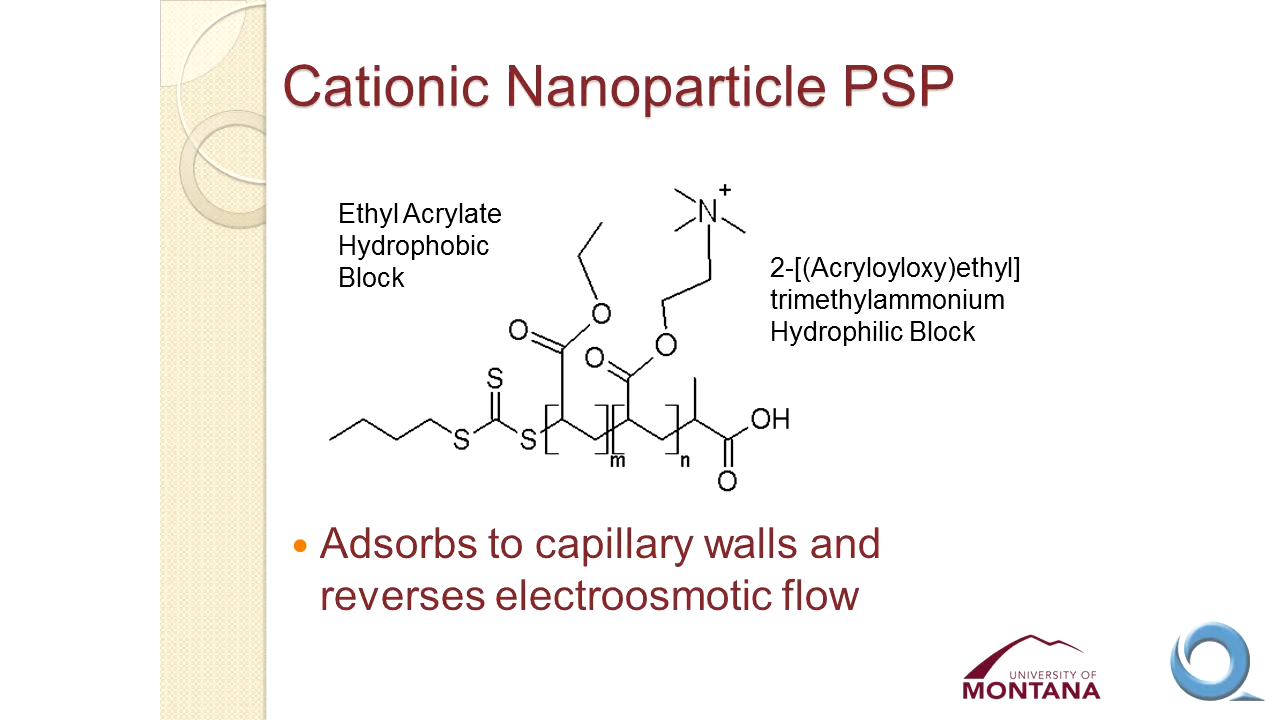 Cationic Nanoparticle PSP
Ethyl Acrylate
Hydrophobic
Block
2-[(Acryloyloxy)ethyl]
trimethylammonium
Hydrophilic Block
+
N
O
O
O
O
S
S
S
m
n
OH
O
Adsorbs to capillary walls and
reverses electroosmotic flow
UNIVERSITY OF
MONTANA